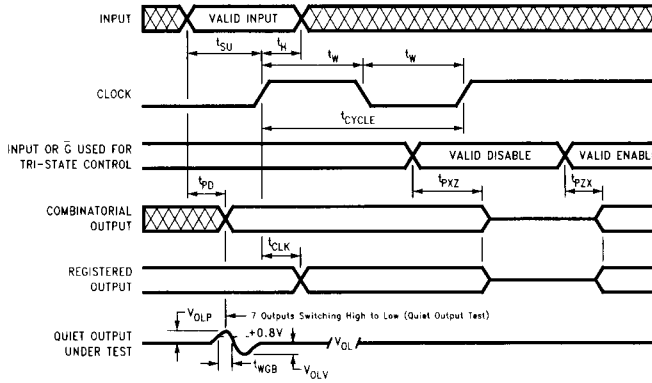 INPUT
VALID INPUT
tSU
tH
tW
tW
CLOCK
tCYCLE
INPUT OR G̅ USED FOR
TRI-STATE CONTROL
VALID DISABLE
VALID ENABLE
tPD
tPXZ
tPZX
COMBINATORIAL
OUTPUT
tCLK
REGISTERED
OUTPUT
VOLP
7 Outputs Switching High to Low (Quiet Output Test)
+0.8V
QUIET OUTPUT
UNDER TEST
VOL
tWGB
VOLV